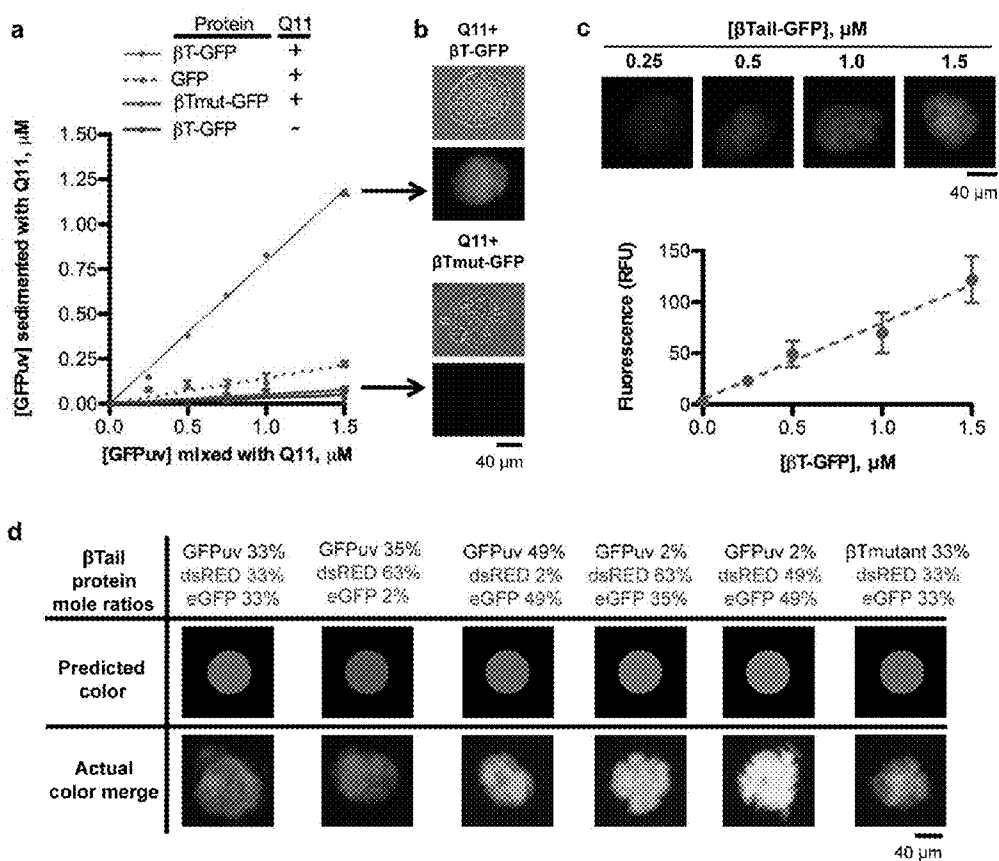 a
Protein Q11
βT-GFP +
GFP +
βTmut-GFP +
βT-GFP -
[GFPuv] sedimented with Q11, μM
1.50
1.25
1.00
0.75
0.50
0.25
0.00
0.0 0.5 1.0 1.5
[GFPuv] mixed with Q11, μM
b
Q11+
βT-GFP
Q11+
βTmut-GFP
40 μm
c
[βTail-GFP], μM
0.25 0.5 1.0 1.5
40 μm
Fluorescence (RFU)
150
100
50
0
0.0 0.5 1.0 1.5
[βT-GFP], μM
d
βTail
protein
mole ratios
GFPuv 33%
dsRED 33%
eGFP 33%
GFPuv 35%
dsRED 63%
eGFP 2%
GFPuv 49%
dsRED 2%
eGFP 49%
GFPuv 2%
dsRED 63%
eGFP 35%
GFPuv 2%
dsRED 49%
eGFP 49%
βTmutant 33%
dsRED 33%
eGFP 33%
Predicted
color
Actual
color merge
40 μm